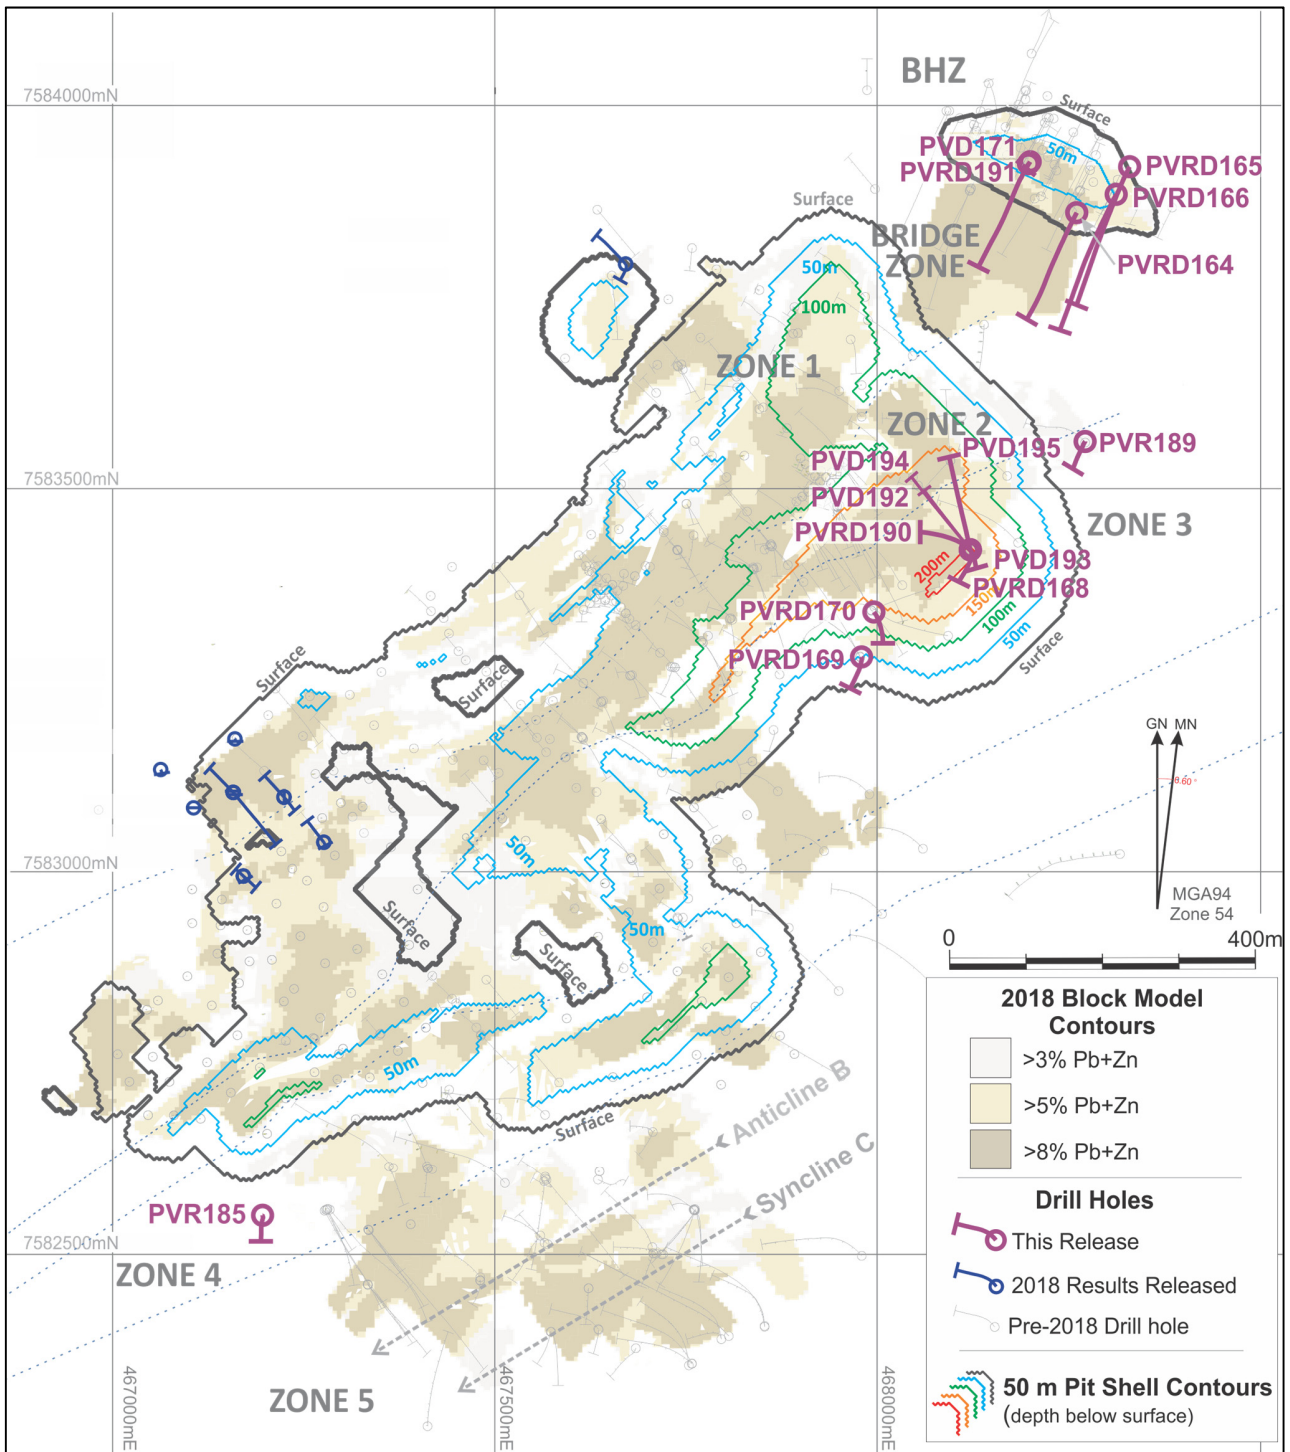 BHZ
7584000mN
Surface
50m
PVD171
PVRD191
PVRD165
PVRD166
Surface
BRIDGE
ZONE
PVRD164
50m
100m
ZONE 1
ZONE 2
PVD195
PVR189
PVD194
7583500mN
PVD192
ZONE 3
PVRD190
PVD193
200m
PVRD168
150m
PVRD170
100m
50m
Surface
PVRD169
Surface
Surface
GN MN
8.60°
50m
7583000mN
MGA94
Zone 54
Surface
50m
Surface
0 400m
50m
Surface
Anticline B
Syncline C
PVR185
7582500mN
ZONE 4
ZONE 5
467000mE
467500mE
468000mE
2018 Block Model
Contours
>3% Pb+Zn
>5% Pb+Zn
>8% Pb+Zn
Drill Holes
This Release
2018 Results Released
Pre-2018 Drill hole
50 m Pit Shell Contours
(depth below surface)